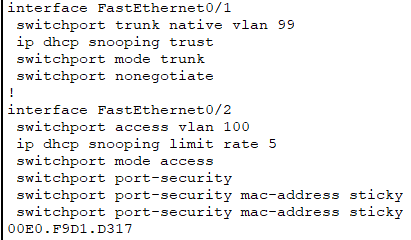 interface FastEthernet0/1
 switchport trunk native vlan 99
 ip dhcp snooping trust
 switchport mode trunk
 switchport nonegotiate
!
interface FastEthernet0/2
 switchport access vlan 100
 ip dhcp snooping limit rate 5
 switchport mode access
 switchport port-security
 switchport port-security mac-address sticky
 switchport port-security mac-address sticky
00E0.F9D1.D317